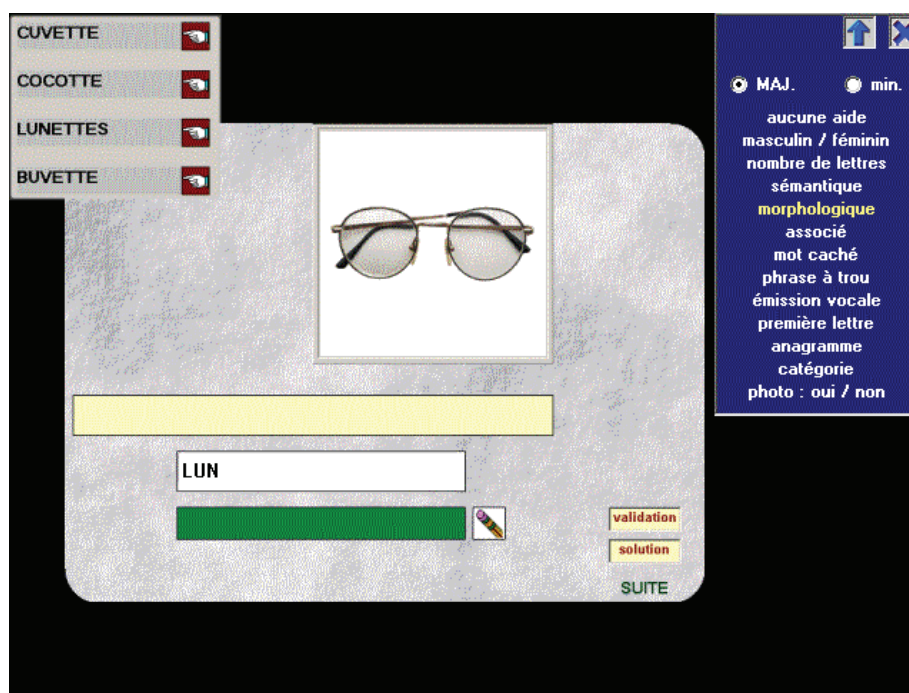 CUVETTE
COCOTTE
LUNETTES
BUVETTE
MAJ. min.
aucune aide
masculin / féminin
nombre de lettres
sémantique
morphologique
associé
mot caché
phrase à trou
émission vocale
première lettre
anagramme
catégorie
photo : oui / non
LUN
validation
solution
SUITE